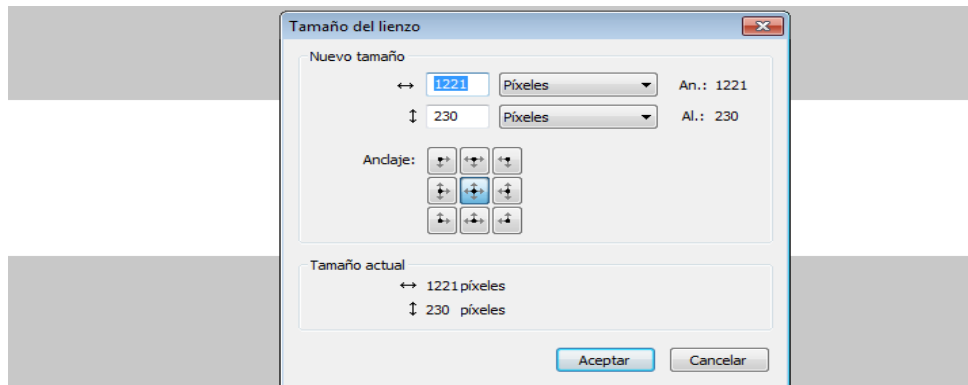 Tamaño del lienzo
Nuevo tamaño
1221 Píxeles An.: 1221
230 Píxeles Al.: 230
Anclaje:
Tamaño actual
1221 píxeles
230 píxeles
Aceptar Cancelar